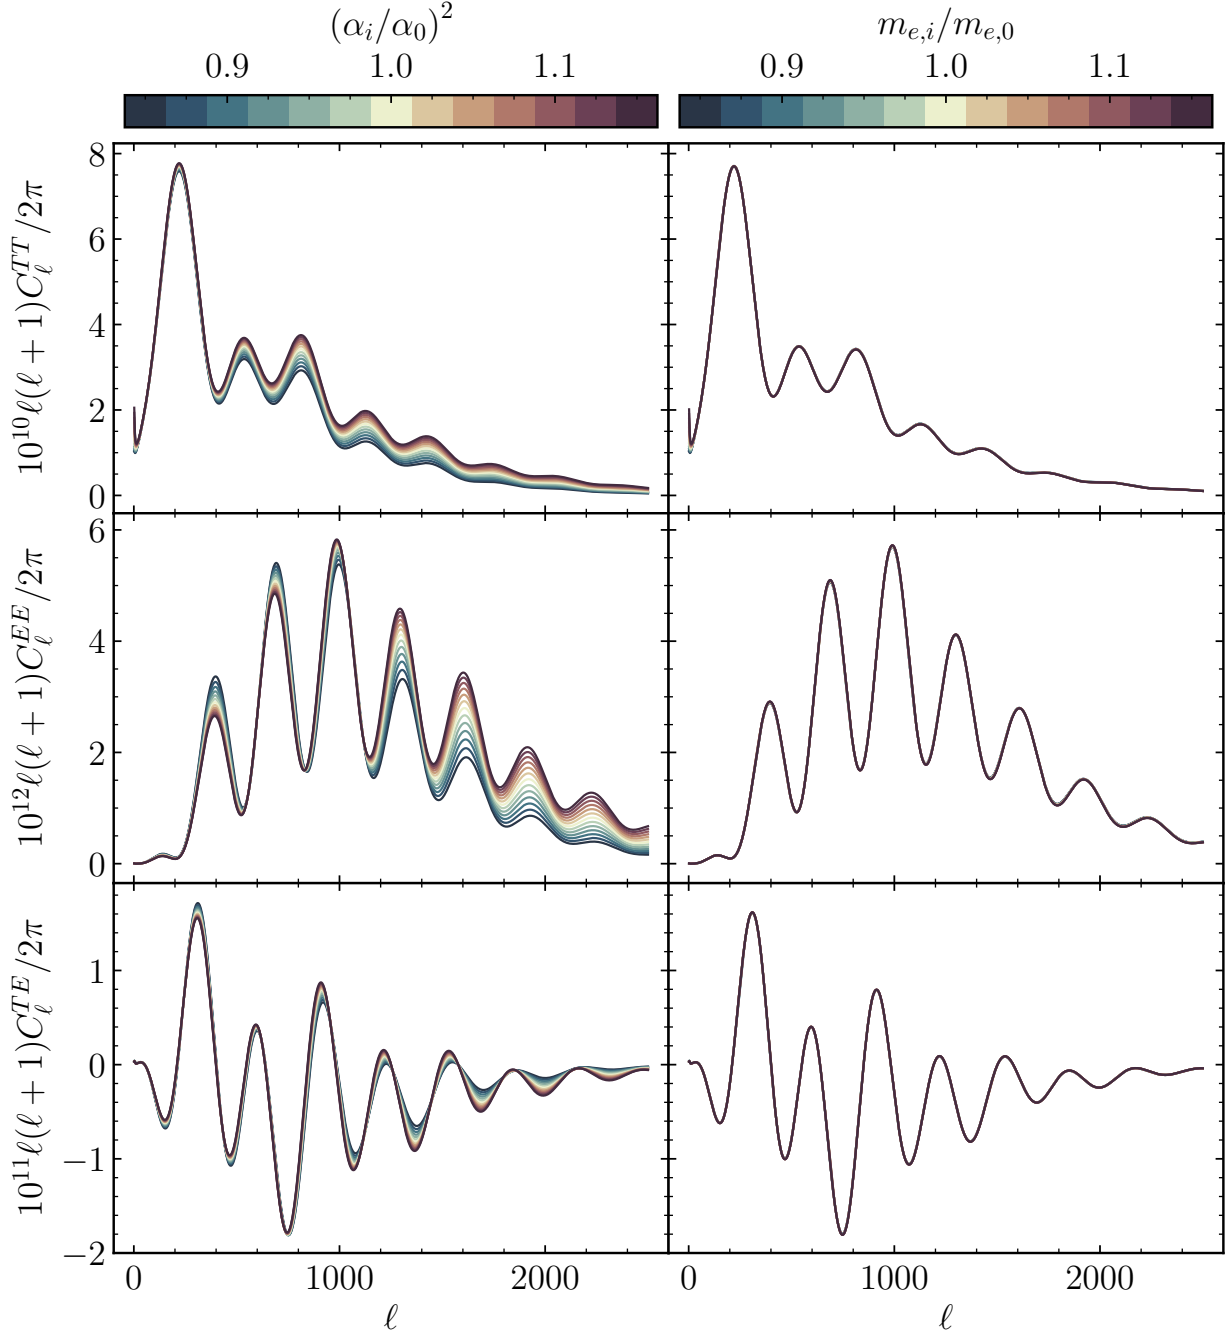 (α_i/α_0)^2
m_{e,i}/m_{e,0}
0.9 1.0 1.1
0.9 1.0 1.1
10^{10}ℓ(ℓ + 1)C_ℓ^{TT}/2π
8
6
4
2
0
10^{12}ℓ(ℓ + 1)C_ℓ^{EE}/2π
6
4
2
0
10^{11}ℓ(ℓ + 1)C_ℓ^{TE}/2π
1
0
−1
−2
0 1000 2000
0 1000 2000
ℓ
ℓ